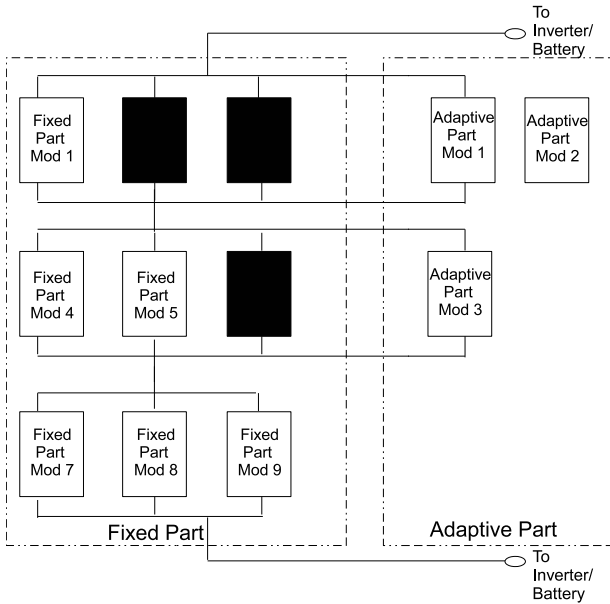 To
Inverter/
Battery
Fixed
Part
Mod 1
Adaptive
Part
Mod 1
Adaptive
Part
Mod 2
Fixed
Part
Mod 4
Fixed
Part
Mod 5
Adaptive
Part
Mod 3
Fixed
Part
Mod 7
Fixed
Part
Mod 8
Fixed
Part
Mod 9
Fixed Part
Adaptive Part
To
Inverter/
Battery